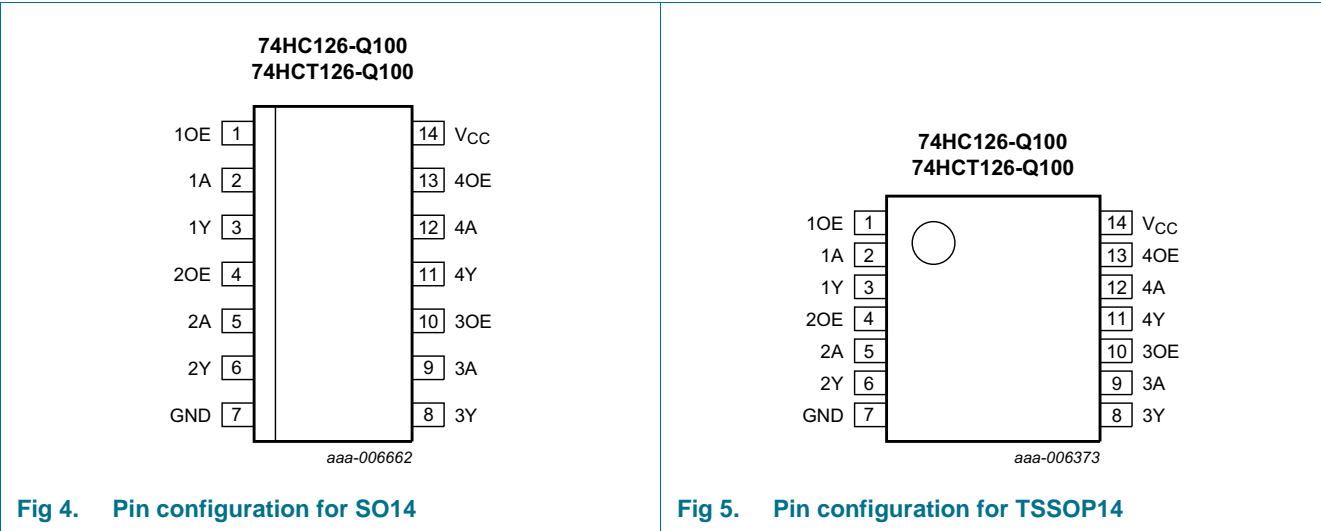 74HC126-Q100
74HCT126-Q100
1OE 1 14 VCC
1A 2 13 4OE
1Y 3 12 4A
2OE 4 11 4Y
2A 5 10 3OE
2Y 6 9 3A
GND 7 8 3Y
aaa-006662
Fig 4. Pin configuration for SO14
74HC126-Q100
74HCT126-Q100
1OE 1 14 VCC
1A 2 13 4OE
1Y 3 12 4A
2OE 4 11 4Y
2A 5 10 3OE
2Y 6 9 3A
GND 7 8 3Y
aaa-006373
Fig 5. Pin configuration for TSSOP14